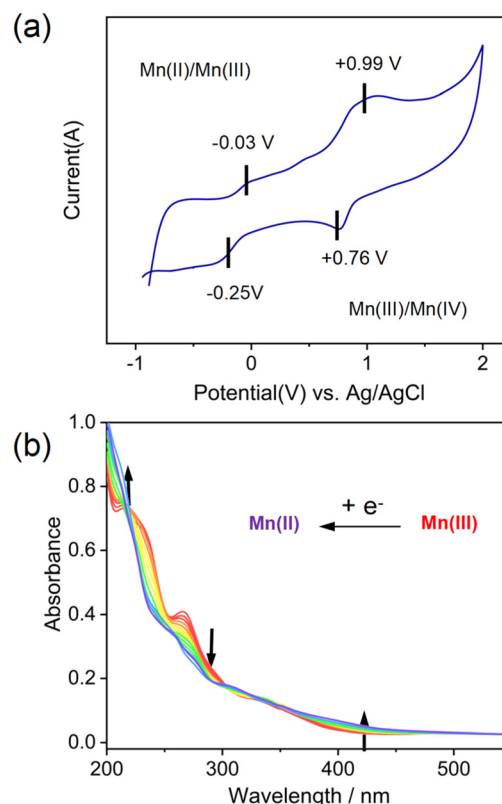 (a)
Mn(II)/Mn(III)
+0.99 V
-0.03 V
-0.25V
+0.76 V
Mn(III)/Mn(IV)
Current(A)
-1 0 1 2
Potential(V) vs. Ag/AgCl
(b)
1.0
0.8
0.6
0.4
0.2
0.0
Absorbance
+ e-
Mn(II) Mn(III)
200 300 400 500
Wavelength / nm